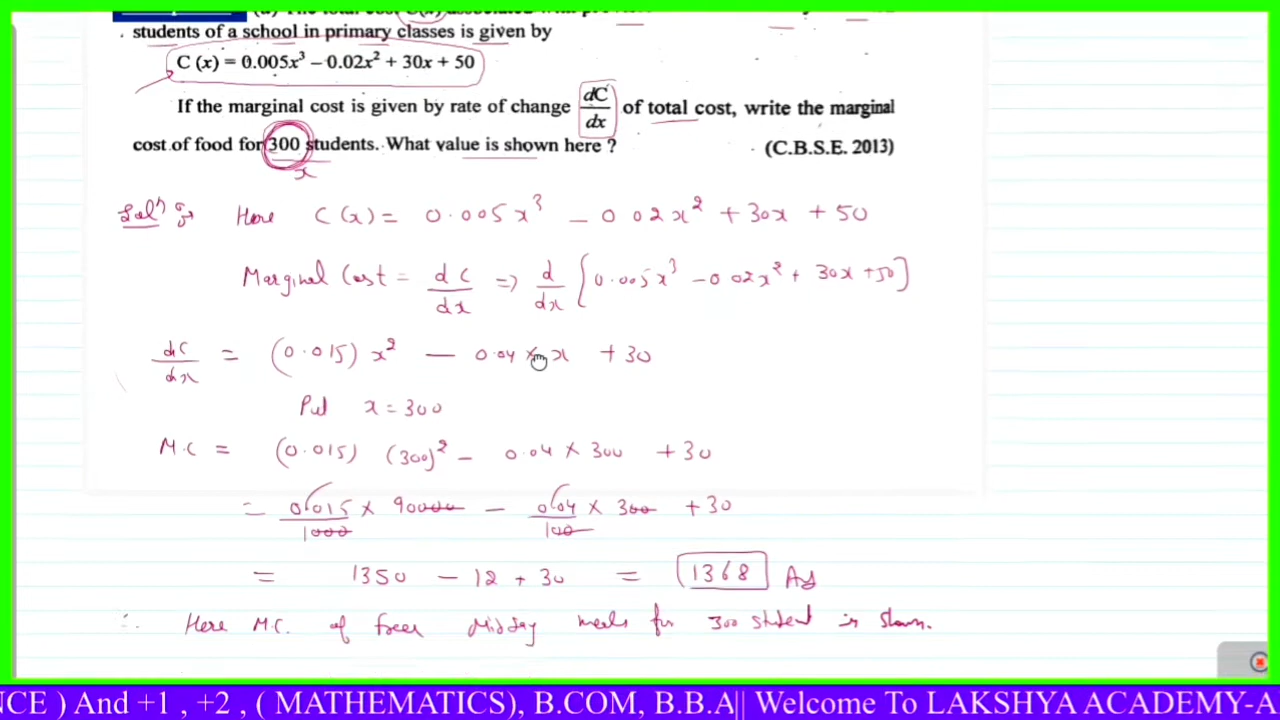 students of a school in primary classes is given by
C (x) = 0.005x³ – 0.02x² + 30x + 50
If the marginal cost is given by rate of change dC/dx of total cost, write the marginal
cost of food for 300 students. What value is shown here ? (C.B.S.E. 2013)
x
Solⁿ Here C(x) = 0.005x³ – 0 02x² + 30x + 50
Marginal Cost = dC/dx => d/dx [0.005x³ – 0 02x² + 30x + 50]
dC/dx = (0.015) x² – 0.04 × x + 30
Put x = 300
M.C = (0.015) (300)² – 0.04 × 300 + 30
= 0.015/1000 × 90000 – 0.04/100 × 300 + 30
= 1350 – 12 + 30 = 1368 Ans
∴ Here M.C. of free Midday meals for 300 student is shown.
NCE ) And +1 , +2 , ( MATHEMATICS), B.COM, B.B.A|| Welcome To LAKSHYA ACADEMY-A